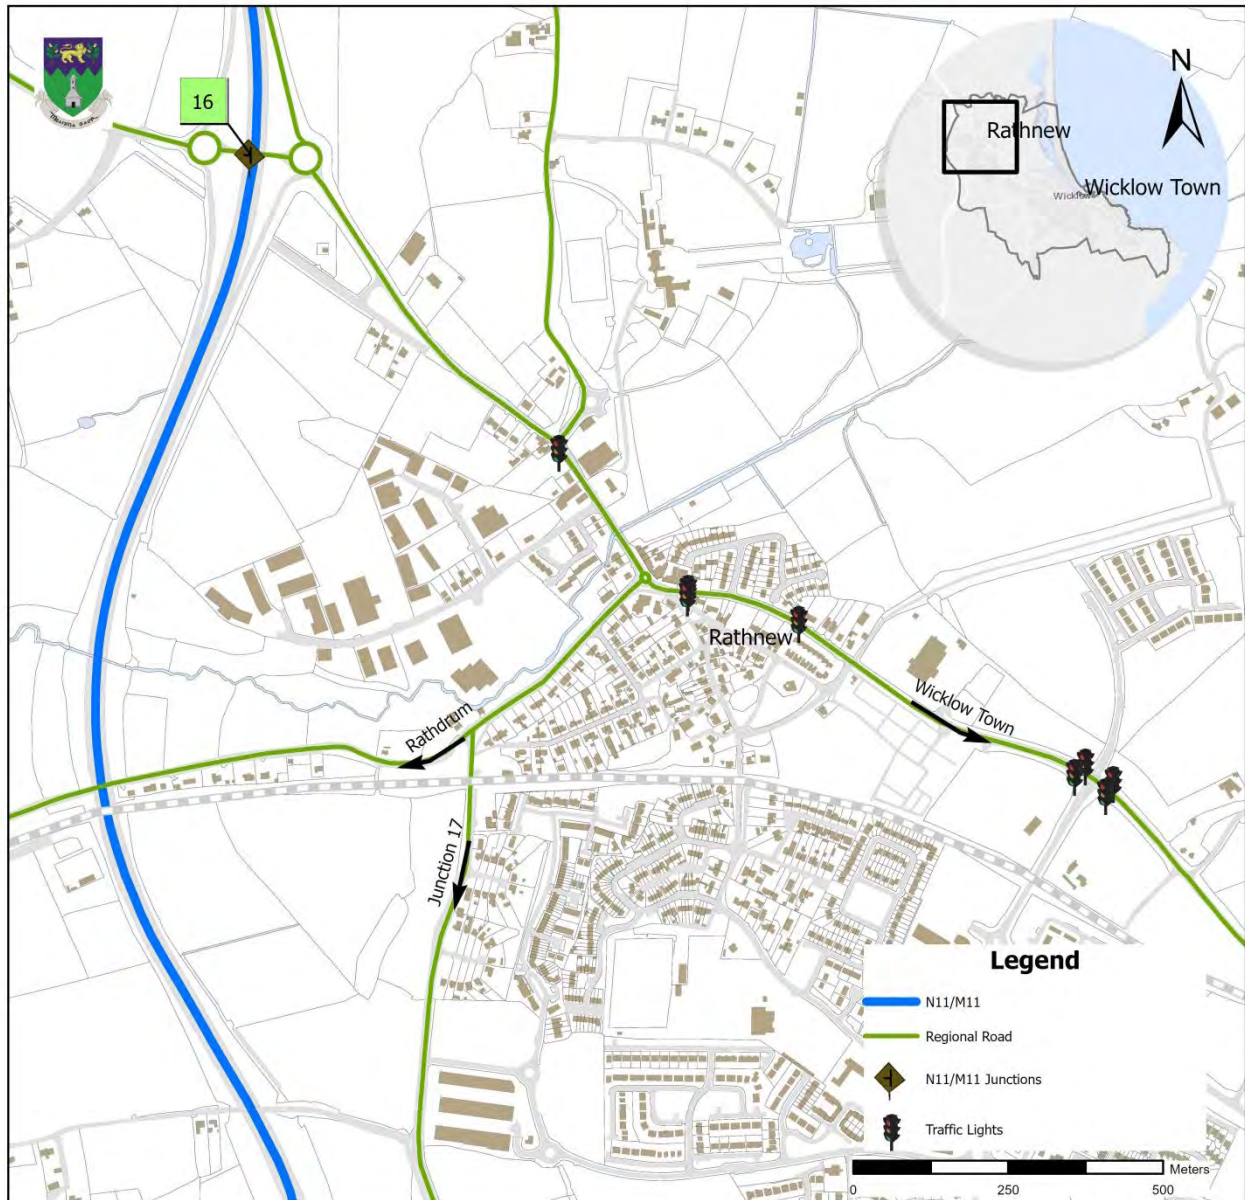 16
N
Rathnew
Wicklow Town
Rathnew
Rathdrum
Wicklow Town
Junction 17
Legend
N11/M11
Regional Road
N11/M11 Junctions
Traffic Lights
Meters
0 250 500